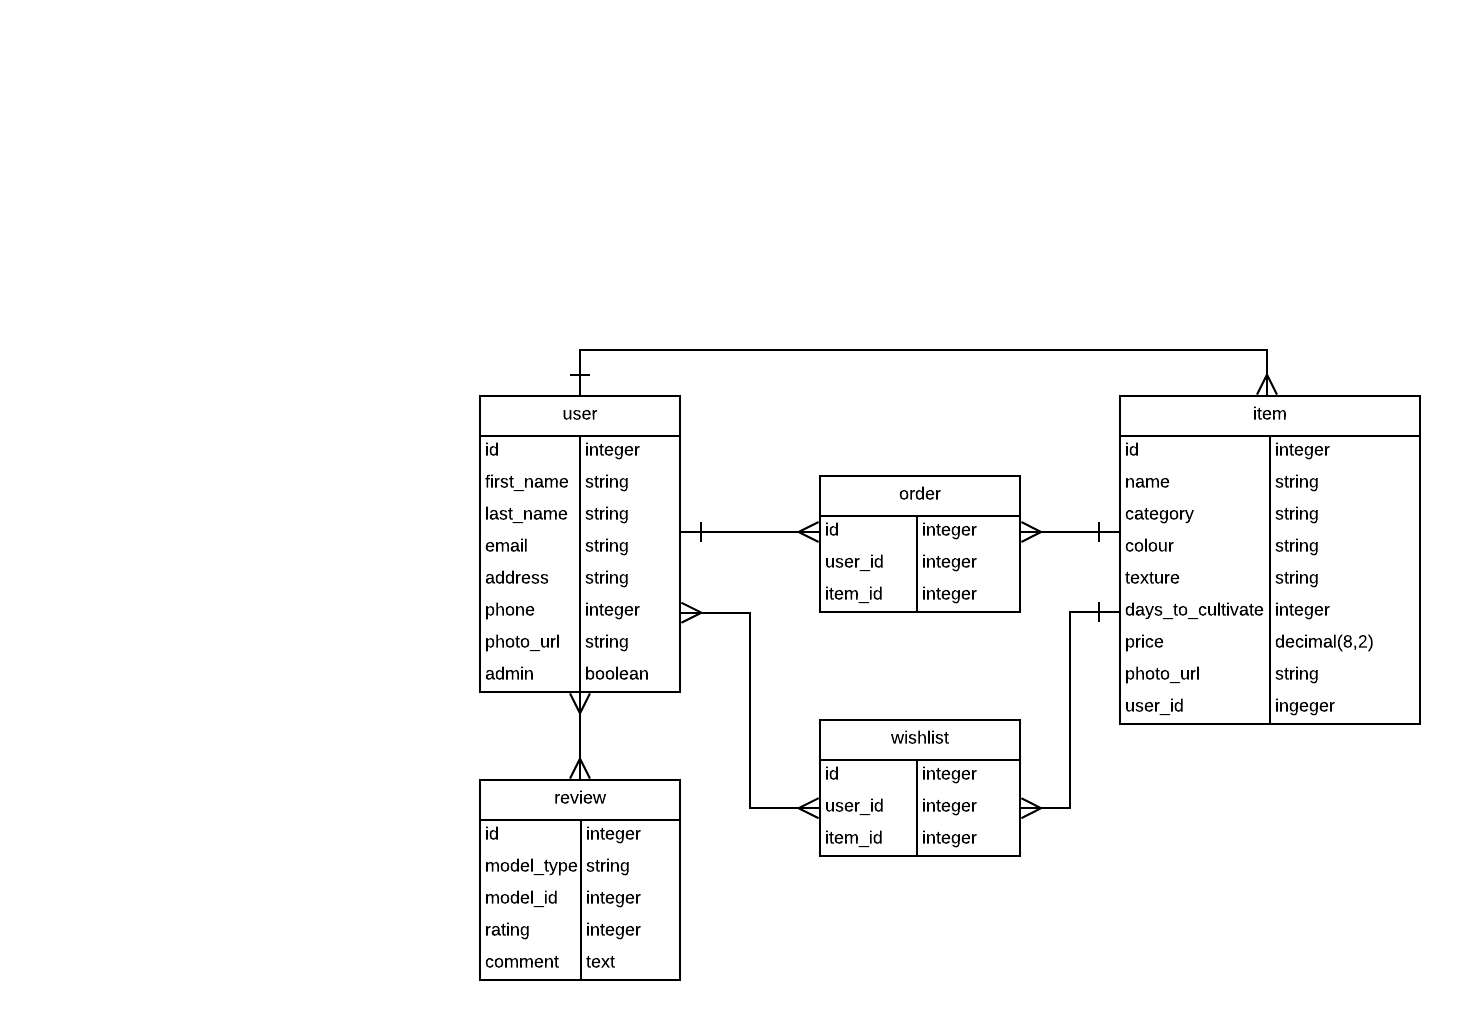 user
id integer
first_name string
last_name string
email string
address string
phone integer
photo_url string
admin boolean
order
id integer
user_id integer
item_id integer
item
id integer
name string
category string
colour string
texture string
days_to_cultivate integer
price decimal(8,2)
photo_url string
user_id ingeger
wishlist
id integer
user_id integer
item_id integer
review
id integer
model_type string
model_id integer
rating integer
comment text